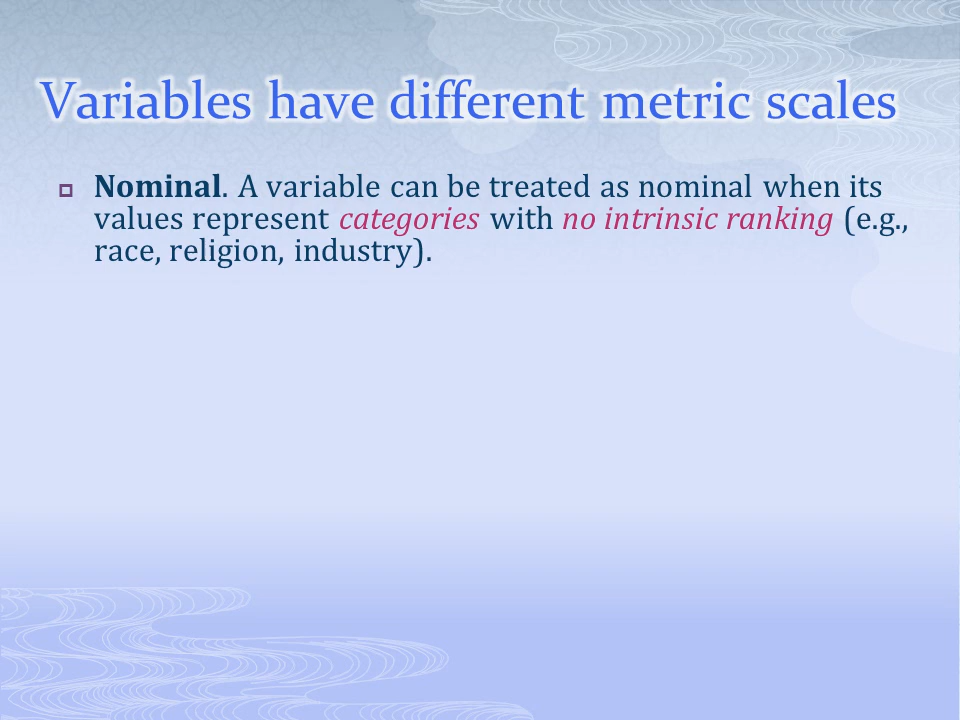 Variables have different metric scales
Nominal. A variable can be treated as nominal when its
values represent categories with no intrinsic ranking (e.g.,
race, religion, industry).